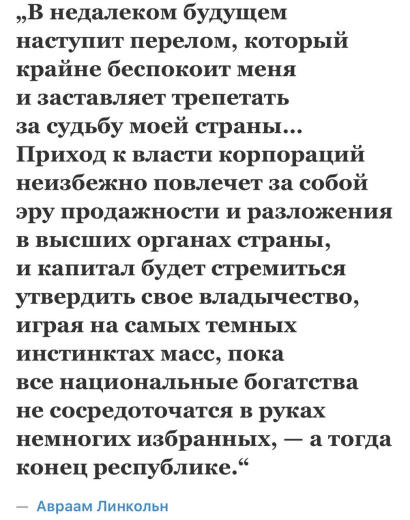 „В недалеком будущем
наступит перелом, который
крайне беспокоит меня
и заставляет трепетать
за судьбу моей страны...
Приход к власти корпораций
неизбежно повлечет за собой
эру продажности и разложения
в высших органах страны,
и капитал будет стремиться
утвердить свое владычество,
играя на самых темных
инстинктах масс, пока
все национальные богатства
не сосредоточатся в руках
немногих избранных, — а тогда
конец республике.“
— Авраам Линкольн